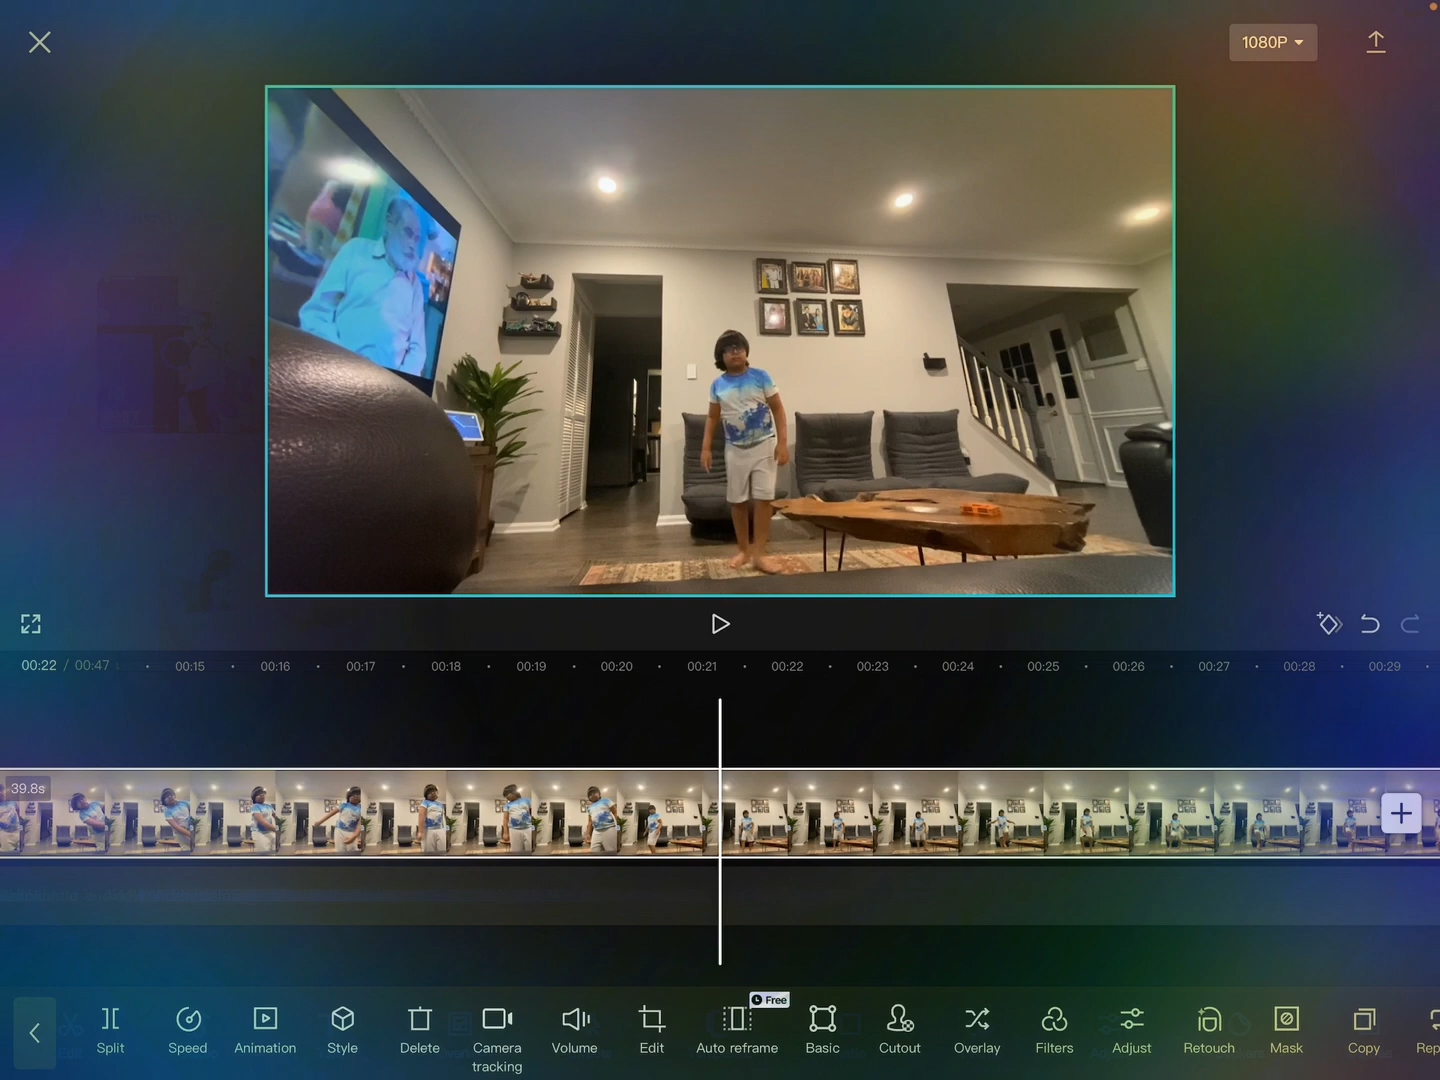 1080P
00:22 / 00:47
00:15
00:16
00:17
00:18
00:19
00:20
00:21
00:22
00:23
00:24
00:25
00:26
00:27
00:28
00:29
39.8s
Free
Split
Speed
Animation
Style
Delete
Camera tracking
Volume
Edit
Auto reframe
Basic
Cutout
Overlay
Filters
Adjust
Retouch
Mask
Copy
Rep